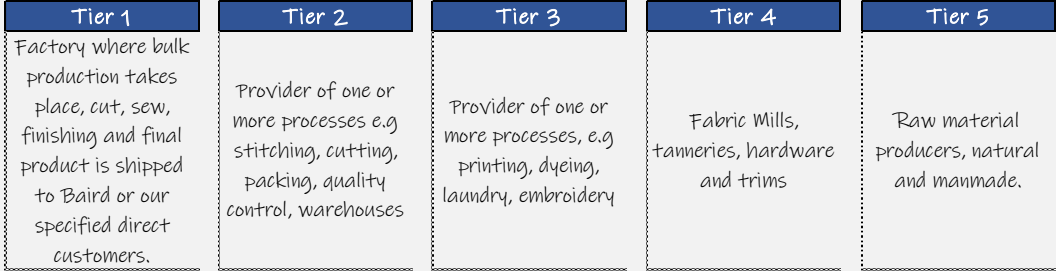 Tier 1
Factory where bulk
production takes
place, cut, sew,
finishing and final
product is shipped
to Baird or our
specified direct
customers.
Tier 2
Provider of one or
more processes e.g
stitching, cutting,
packing, quality
control, warehouses
Tier 3
Provider of one or
more processes, e.g
printing, dyeing,
laundry, embroidery
Tier 4
Fabric Mills,
tanneries, hardware
and trims
Tier 5
Raw material
producers, natural
and manmade.